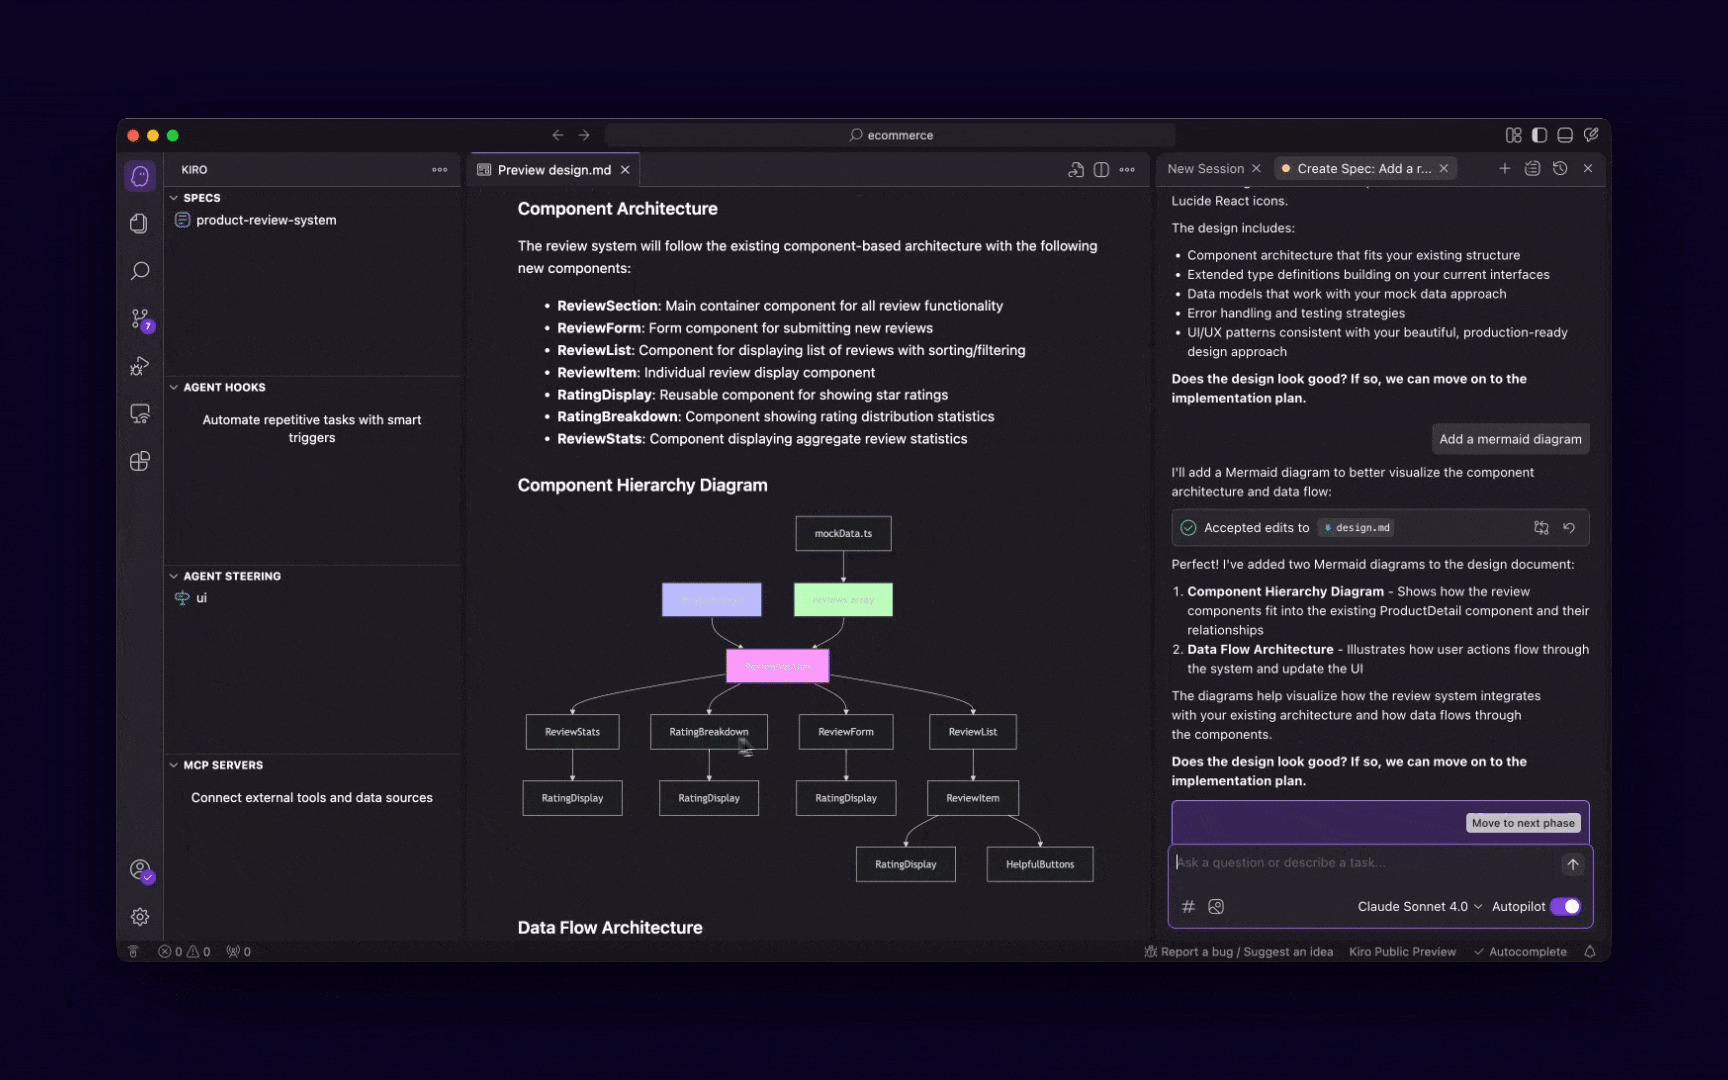 ecommerce
KIRO
SPECS
product-review-system
AGENT HOOKS
Automate repetitive tasks with smart
triggers
AGENT STEERING
ui
MCP SERVERS
Connect external tools and data sources
7
Preview design.md
Component Architecture
The review system will follow the existing component-based architecture with the following
new components:
• ReviewSection: Main container component for all review functionality
• ReviewForm: Form component for submitting new reviews
• ReviewList: Component for displaying list of reviews with sorting/filtering
• ReviewItem: Individual review display component
• RatingDisplay: Reusable component for showing star ratings
• RatingBreakdown: Component showing rating distribution statistics
• ReviewStats: Component displaying aggregate review statistics
Component Hierarchy Diagram
mockData.ts
reviews array
ReviewStats
RatingBreakdown
ReviewForm
ReviewList
RatingDisplay
RatingDisplay
RatingDisplay
ReviewItem
RatingDisplay
HelpfulButtons
Data Flow Architecture
New Session
Create Spec: Add a r...
Lucide React icons.
The design includes:
• Component architecture that fits your existing structure
• Extended type definitions building on your current interfaces
• Data models that work with your mock data approach
• Error handling and testing strategies
• UI/UX patterns consistent with your beautiful, production-ready
design approach
Does the design look good? If so, we can move on to the
implementation plan.
Add a mermaid diagram
I'll add a Mermaid diagram to better visualize the component
architecture and data flow:
Accepted edits to design.md
Perfect! I've added two Mermaid diagrams to the design document:
1. Component Hierarchy Diagram - Shows how the review
components fit into the existing ProductDetail component and their
relationships
2. Data Flow Architecture - Illustrates how user actions flow through
the system and update the UI
The diagrams help visualize how the review system integrates
with your existing architecture and how data flows through
the components.
Does the design look good? If so, we can move on to the
implementation plan.
Move to next phase
Ask a question or describe a task...
# Claude Sonnet 4.0 Autopilot
0 0 0
Report a bug / Suggest an idea
Kiro Public Preview
Autocomplete